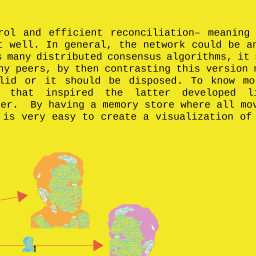 rol and efficient reconciliation– meaning
t well. In general, the network could be an
s many distributed consensus algorithms, it
ny peers, by then contrasting this version
lid or it should be disposed. To know mo
that inspired the latter developed li
er. By having a memory store where all mov
is very easy to create a visualization of